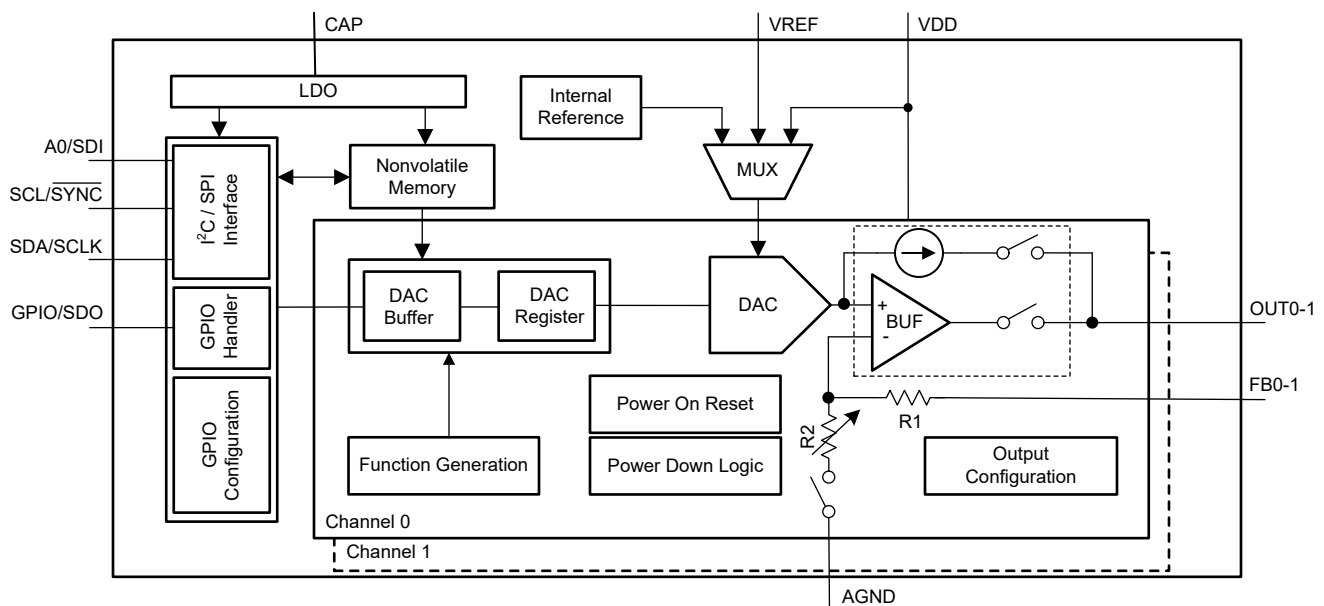 CAP
VREF
VDD
LDO
Internal
Reference
A0/SDI
SCL/SYNC
SDA/SCLK
GPIO/SDO
I²C / SPI
Interface
Nonvolatile
Memory
MUX
DAC
Buffer
DAC
Register
DAC
+
BUF
-
OUT0-1
FB0-1
GPIO
Handler
GPIO
Configuration
Power On Reset
R1
R2
Function Generation
Power Down Logic
Output
Configuration
Channel 0
Channel 1
AGND